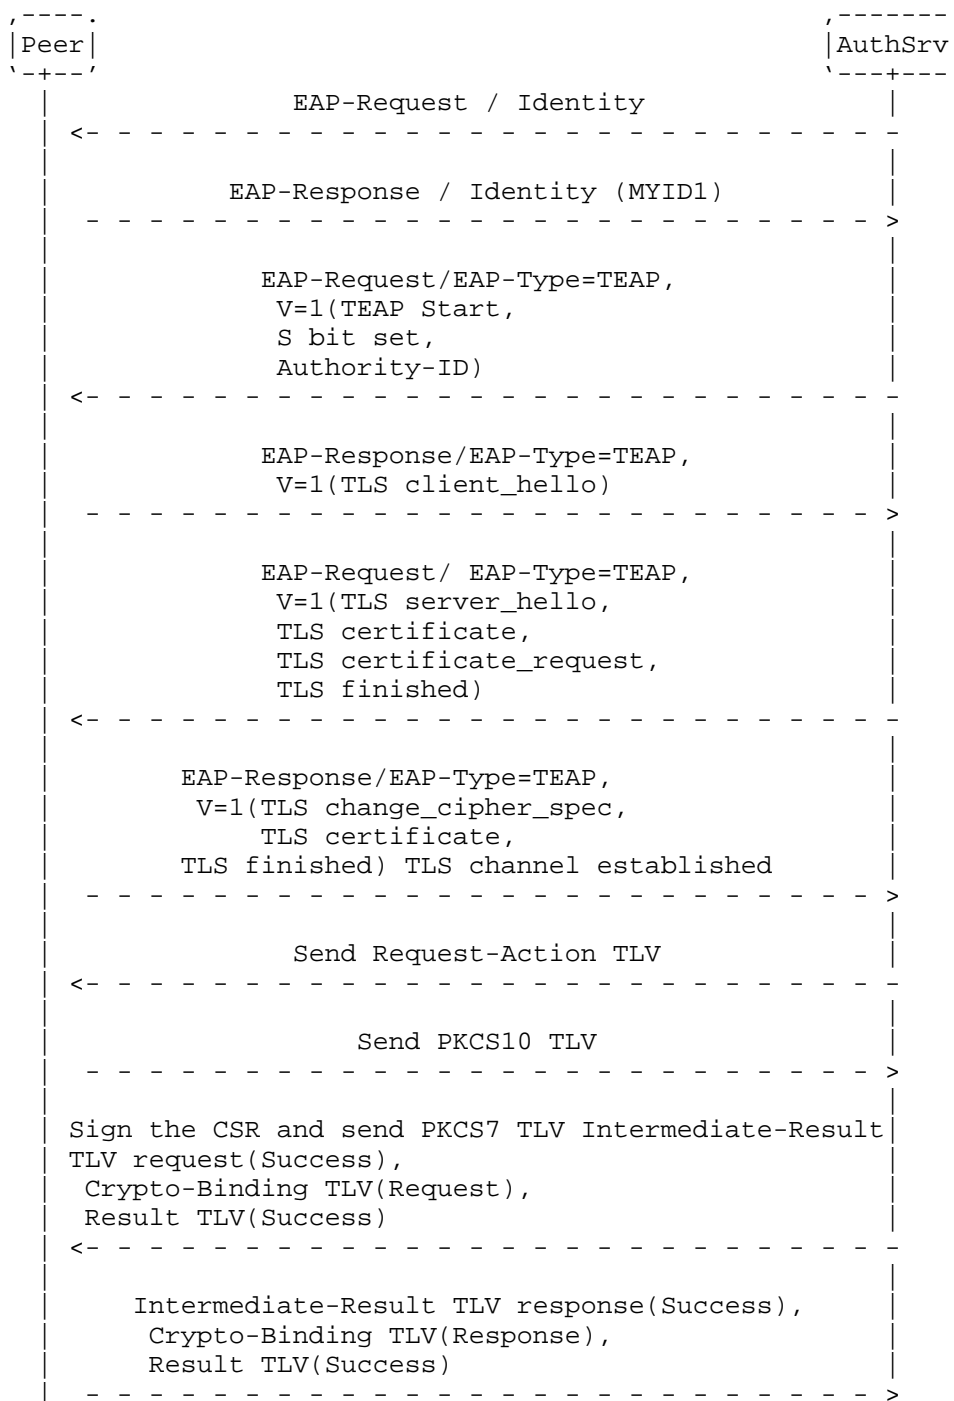 Peer
AuthSrv
EAP-Request / Identity
EAP-Response / Identity (MYID1)
EAP-Request/EAP-Type=TEAP,
V=1(TEAP Start,
S bit set,
Authority-ID)
EAP-Response/EAP-Type=TEAP,
V=1(TLS client_hello)
EAP-Request/ EAP-Type=TEAP,
V=1(TLS server_hello,
TLS certificate,
TLS certificate_request,
TLS finished)
EAP-Response/EAP-Type=TEAP,
V=1(TLS change_cipher_spec,
TLS certificate,
TLS finished) TLS channel established
Send Request-Action TLV
Send PKCS10 TLV
Sign the CSR and send PKCS7 TLV Intermediate-Result
TLV request(Success),
Crypto-Binding TLV(Request),
Result TLV(Success)
Intermediate-Result TLV response(Success),
Crypto-Binding TLV(Response),
Result TLV(Success)